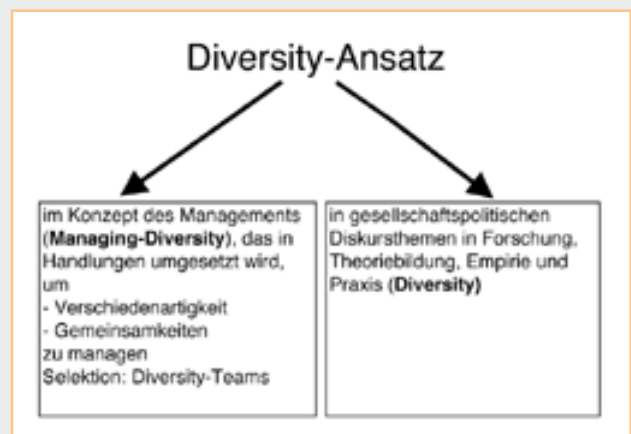 Diversity-Ansatz
im Konzept des Managements
(Managing-Diversity), das in
Handlungen umgesetzt wird,
um
- Verschiedenartigkeit
- Gemeinsamkeiten
zu managen
Selektion: Diversity-Teams
in gesellschaftspolitischen
Diskursthemen in Forschung,
Theoriebildung, Empirie und
Praxis (Diversity)